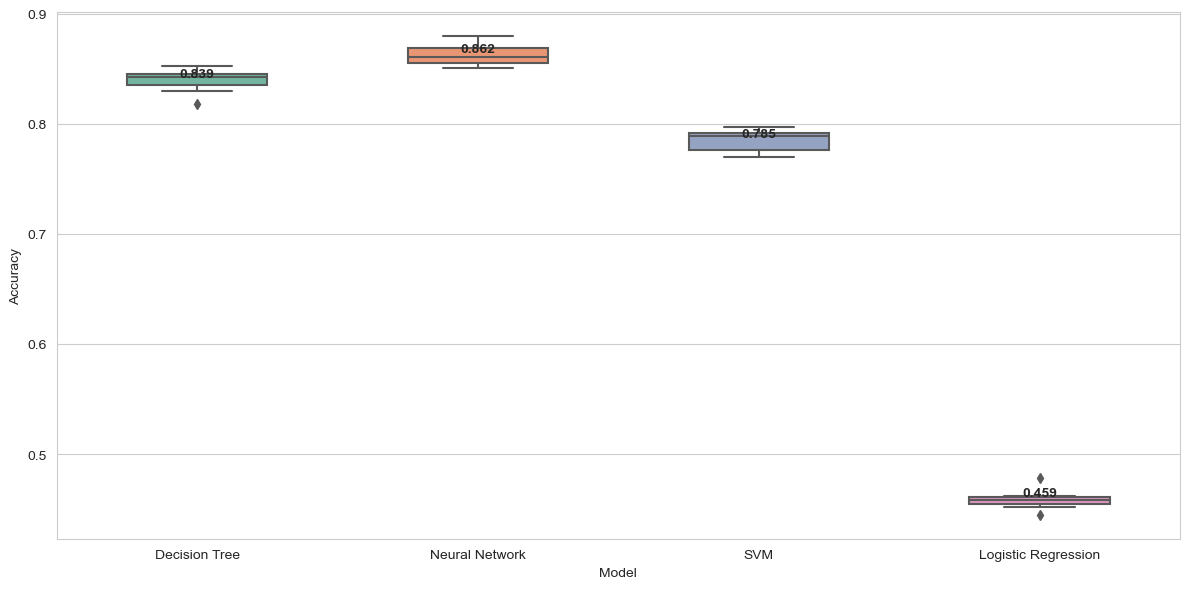 0.9
0.8
0.7
0.6
0.5
Accuracy
0.839
0.862
0.785
0.459
Decision Tree
Neural Network
SVM
Logistic Regression
Model